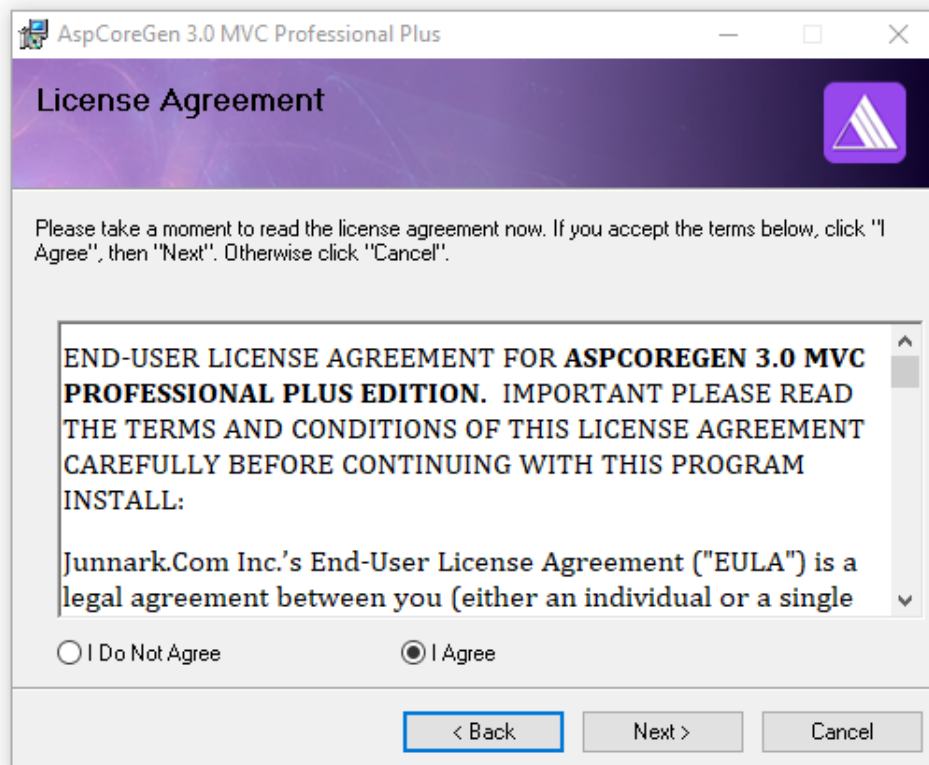 AspCoreGen 3.0 MVC Professional Plus
License Agreement
Please take a moment to read the license agreement now. If you accept the terms below, click "I
Agree", then "Next". Otherwise click "Cancel".
END-USER LICENSE AGREEMENT FOR ASPCOREGEN 3.0 MVC
PROFESSIONAL PLUS EDITION.  IMPORTANT PLEASE READ
THE TERMS AND CONDITIONS OF THIS LICENSE AGREEMENT
CAREFULLY BEFORE CONTINUING WITH THIS PROGRAM
INSTALL:
Junnark.Com Inc.’s End-User License Agreement ("EULA") is a
legal agreement between you (either an individual or a single
I Do Not Agree
I Agree
< Back
Next >
Cancel